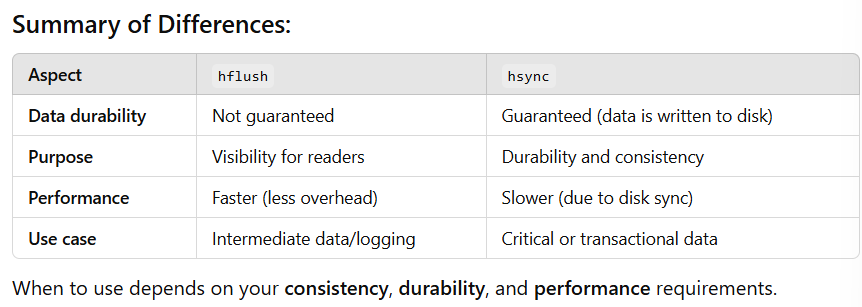 Summary of Differences:
Aspect hflush hsync
Data durability Not guaranteed Guaranteed (data is written to disk)
Purpose Visibility for readers Durability and consistency
Performance Faster (less overhead) Slower (due to disk sync)
Use case Intermediate data/logging Critical or transactional data
When to use depends on your consistency, durability, and performance requirements.